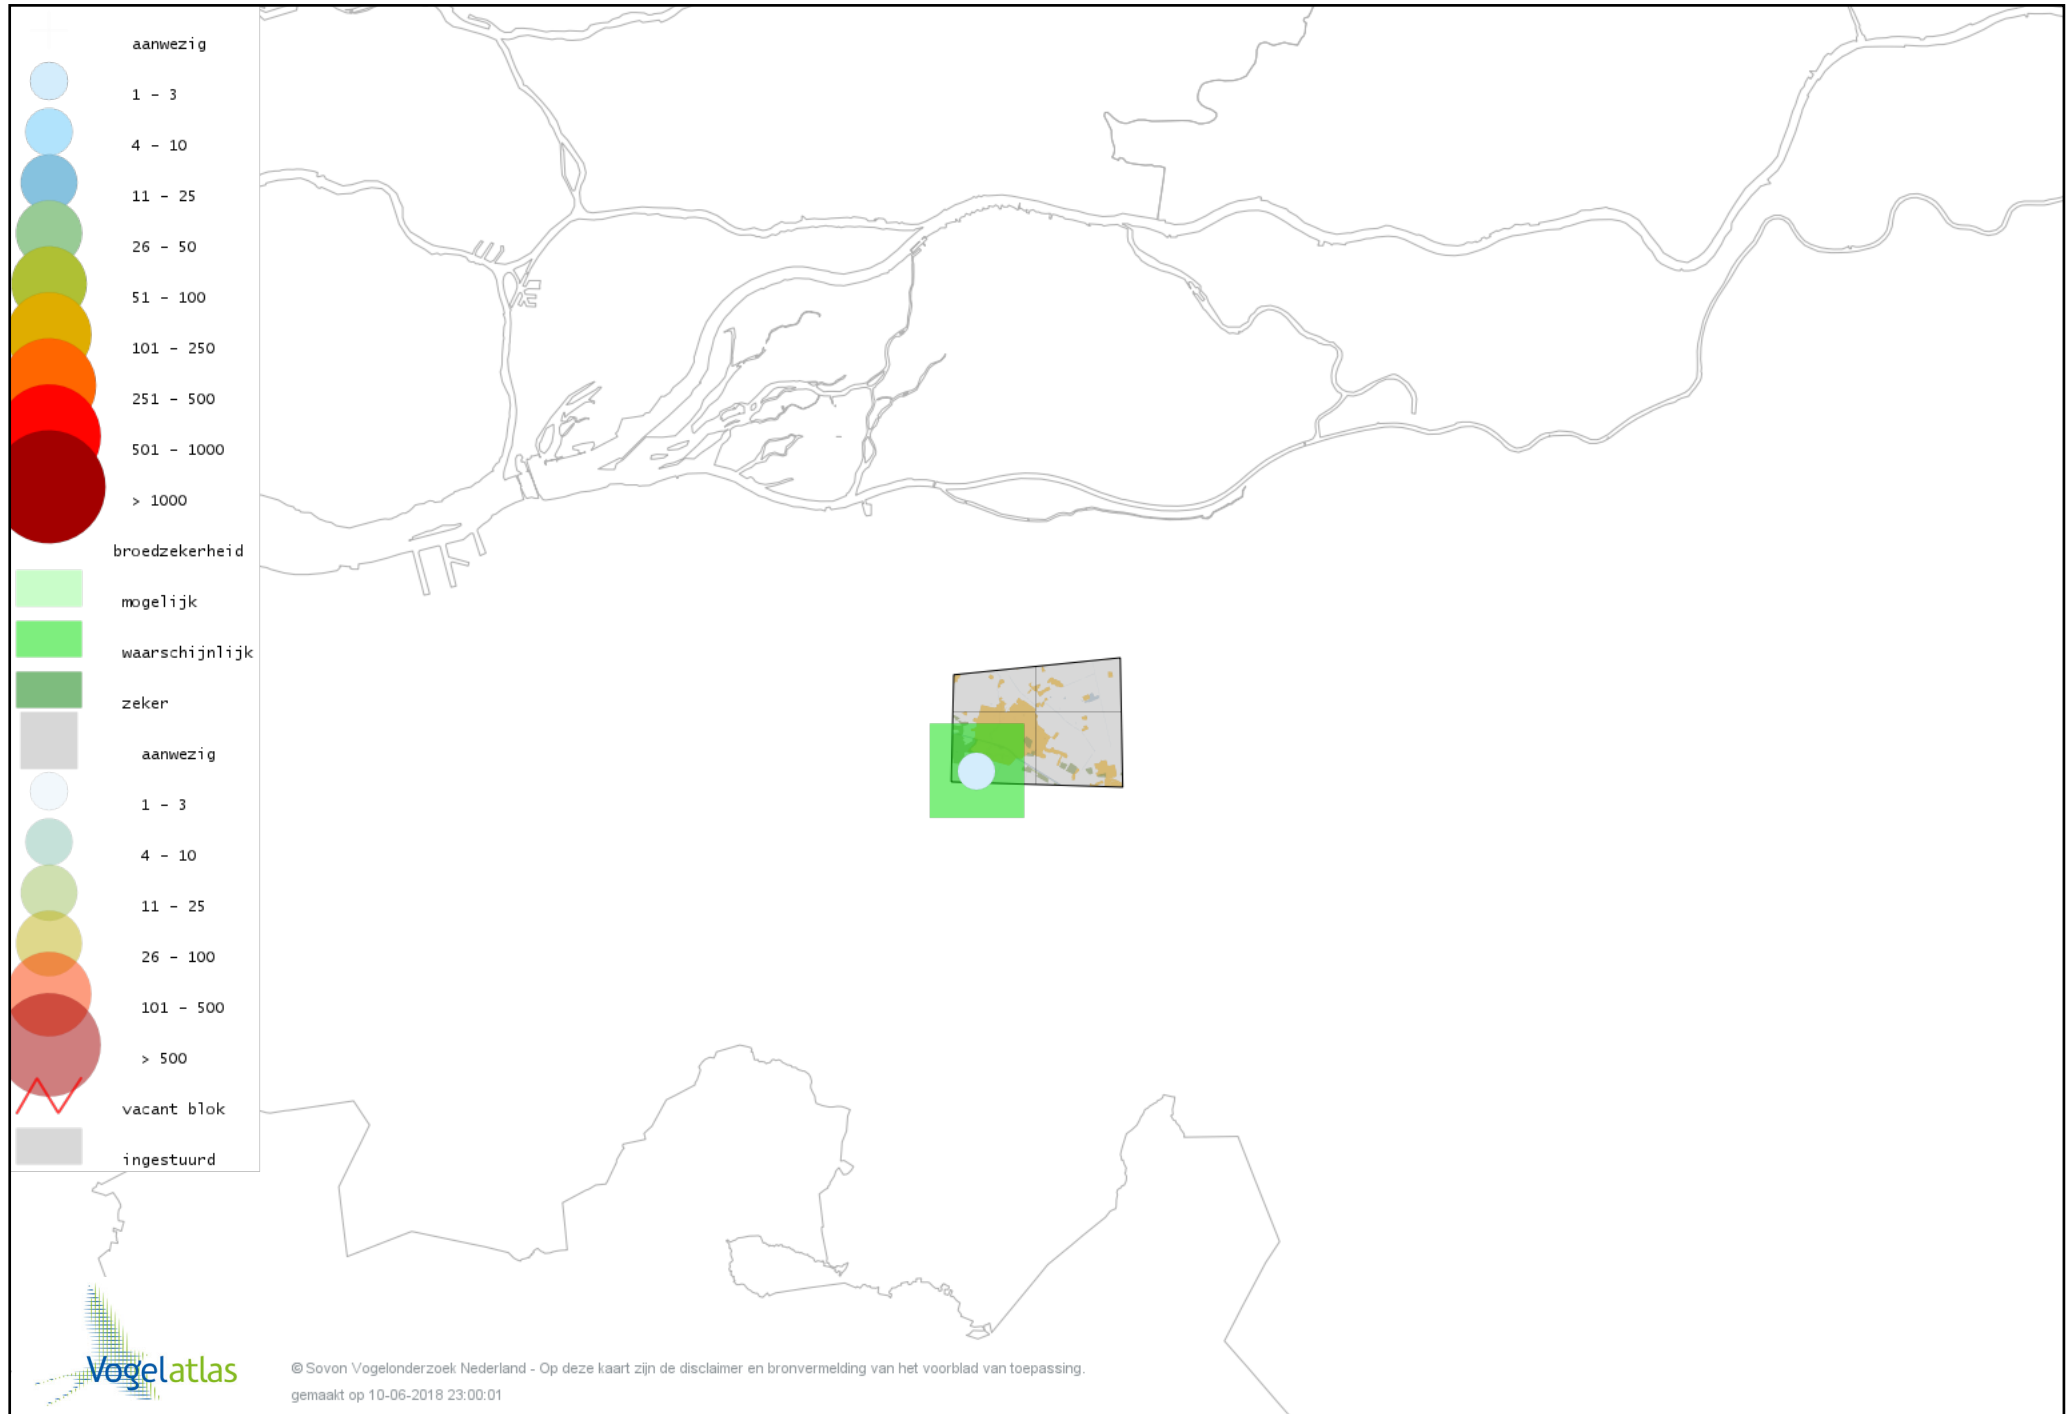 aanwezig
1 - 3
4 - 10
11 - 25
26 - 50
51 - 100
101 - 250
251 - 500
501 - 1000
> 1000
broedzekerheid
mogelijk
waarschijnlijk
zeker
aanwezig
1 - 3
4 - 10
11 - 25
26 - 100
101 - 500
> 500
vacant blok
ingestuurd
Vogelatlas
© Sovon Vogelonderzoek Nederland - Op deze kaart zijn de disclaimer en bronvermelding van het voorblad van toepassing.
gemaakt op 10-06-2018 23:00:01